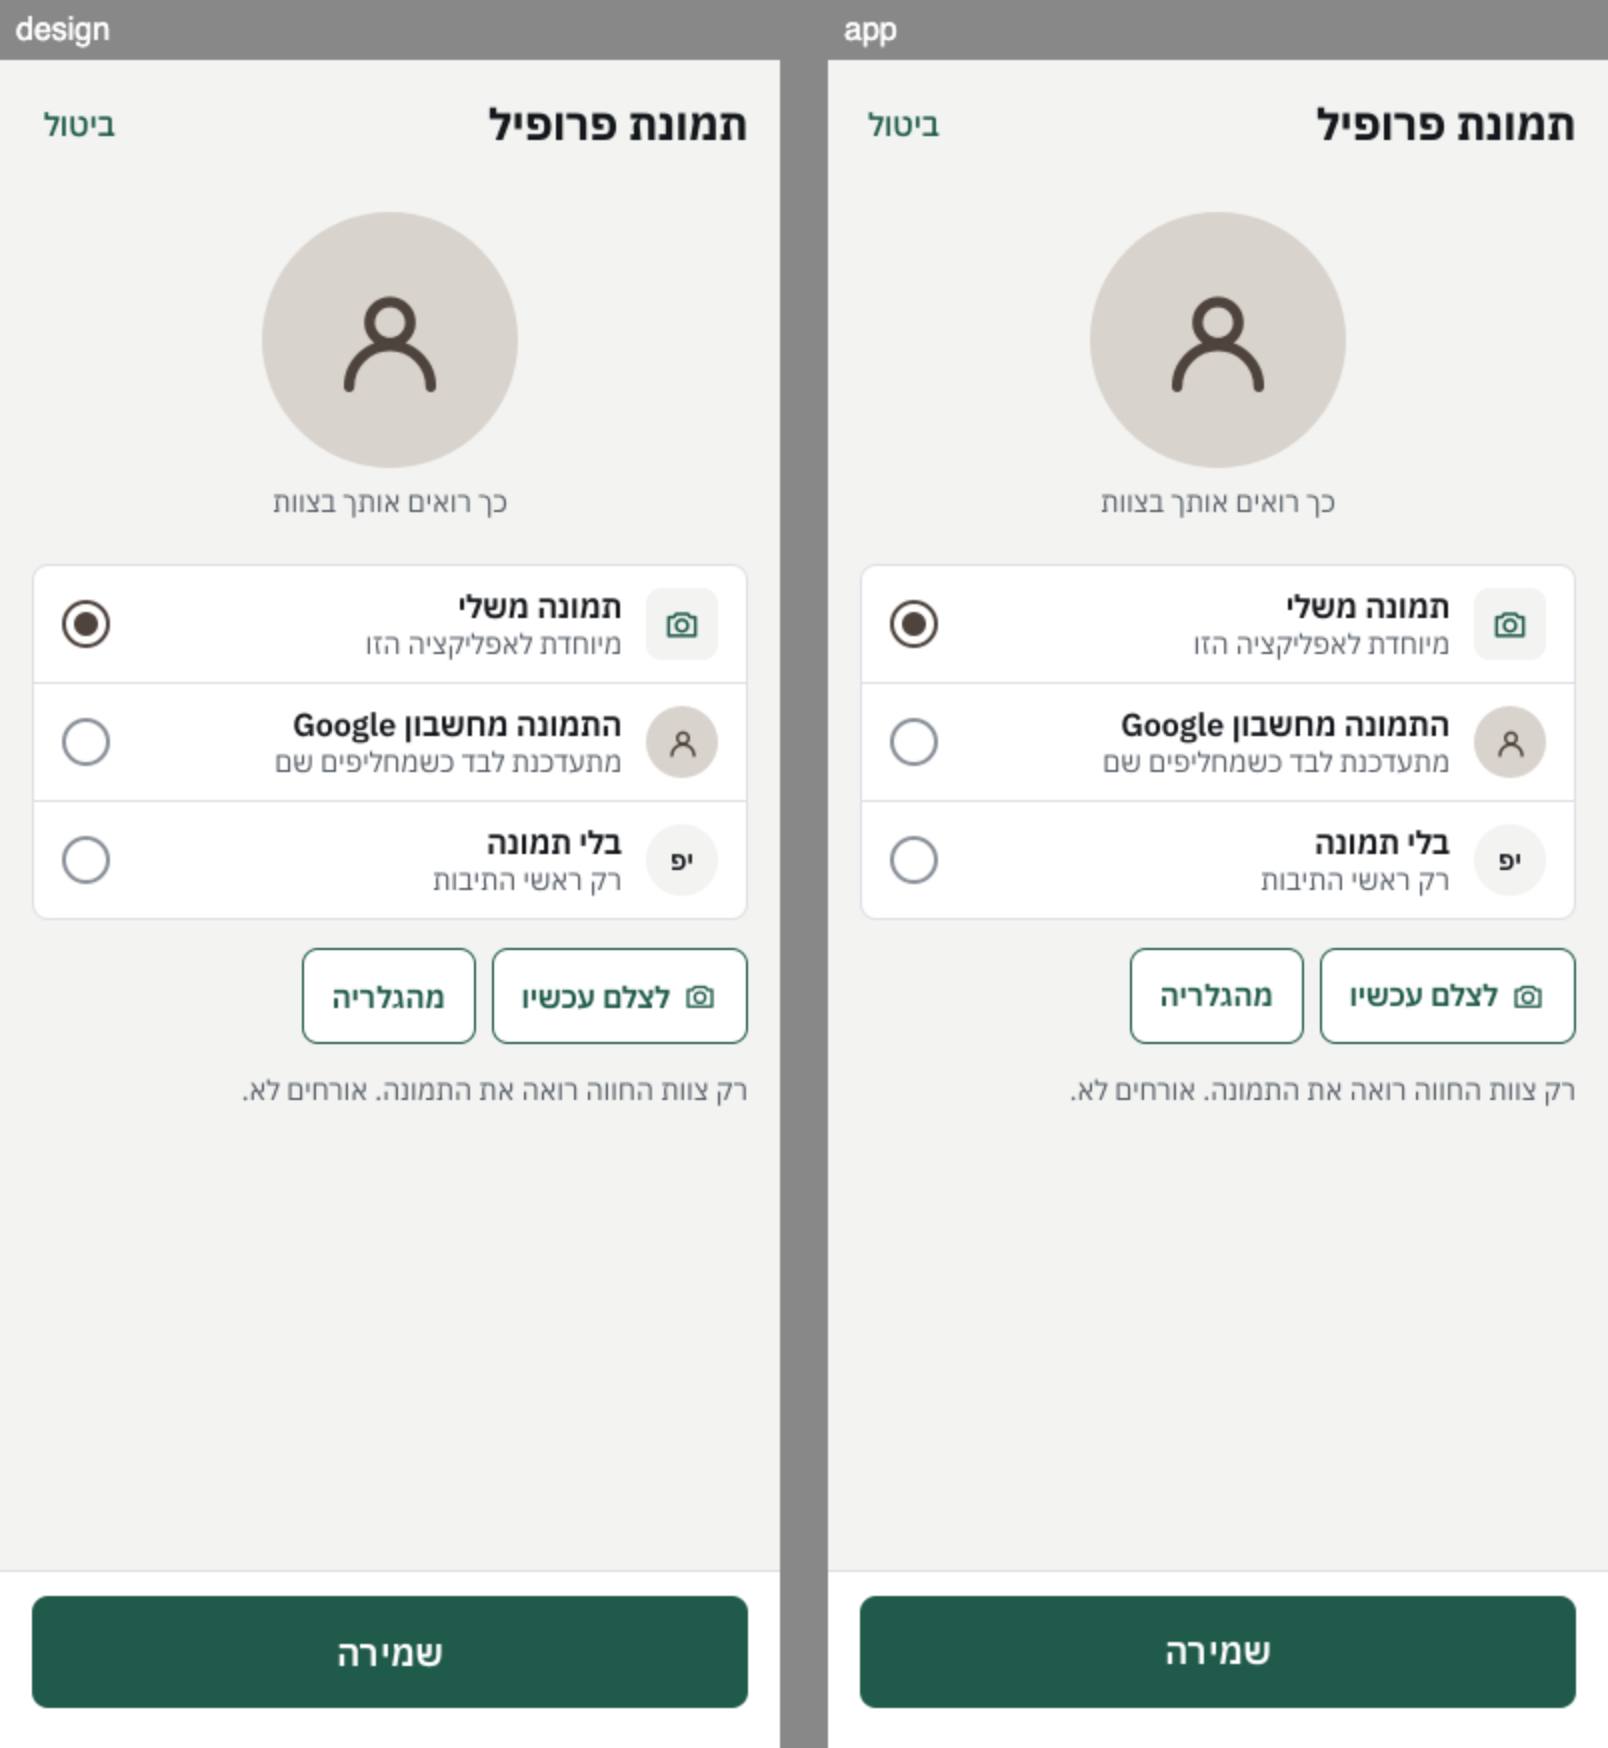 design
תמונת פרופיל
ביטול
כך רואים אותך בצוות
תמונה משלי
מיוחדת לאפליקציה הזו
התמונה מחשבון Google
מתעדכנת לבד כשמחליפים שם
יפ
בלי תמונה
רק ראשי התיבות
לצלם עכשיו
מהגלריה
רק צוות החווה רואה את התמונה. אורחים לא.
שמירה
app
תמונת פרופיל
ביטול
כך רואים אותך בצוות
תמונה משלי
מיוחדת לאפליקציה הזו
התמונה מחשבון Google
מתעדכנת לבד כשמחליפים שם
יפ
בלי תמונה
רק ראשי התיבות
לצלם עכשיו
מהגלריה
רק צוות החווה רואה את התמונה. אורחים לא.
שמירה